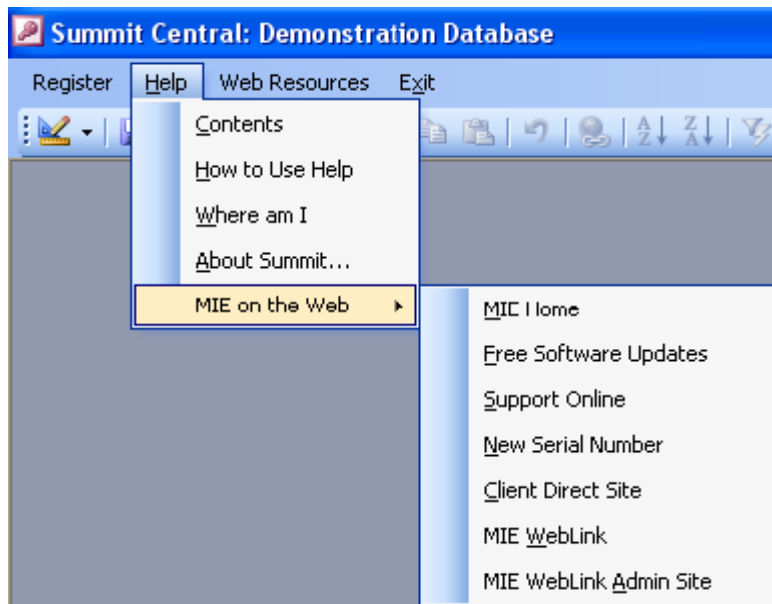 Summit Central: Demonstration Database
Register Help Web Resources Exit
Contents
How to Use Help
Where am I
About Summit...
MIE on the Web
MIE Home
Free Software Updates
Support Online
New Serial Number
Client Direct Site
MIE WebLink
MIE WebLink Admin Site